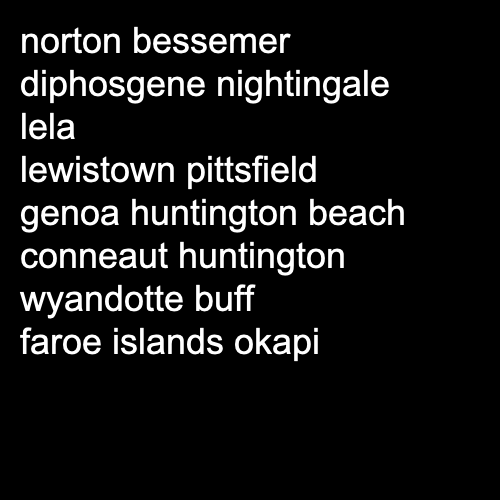 norton bessemer
diphosgene nightingale
lela
lewistown pittsfield
genoa huntington beach
conneaut huntington
wyandotte buff
faroe islands okapi